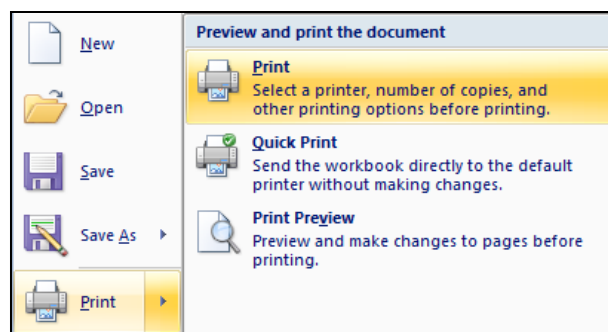 New
Open
Save
Save As
Print
Preview and print the document
Print
Select a printer, number of copies, and
other printing options before printing.
Quick Print
Send the workbook directly to the default
printer without making changes.
Print Preview
Preview and make changes to pages before
printing.